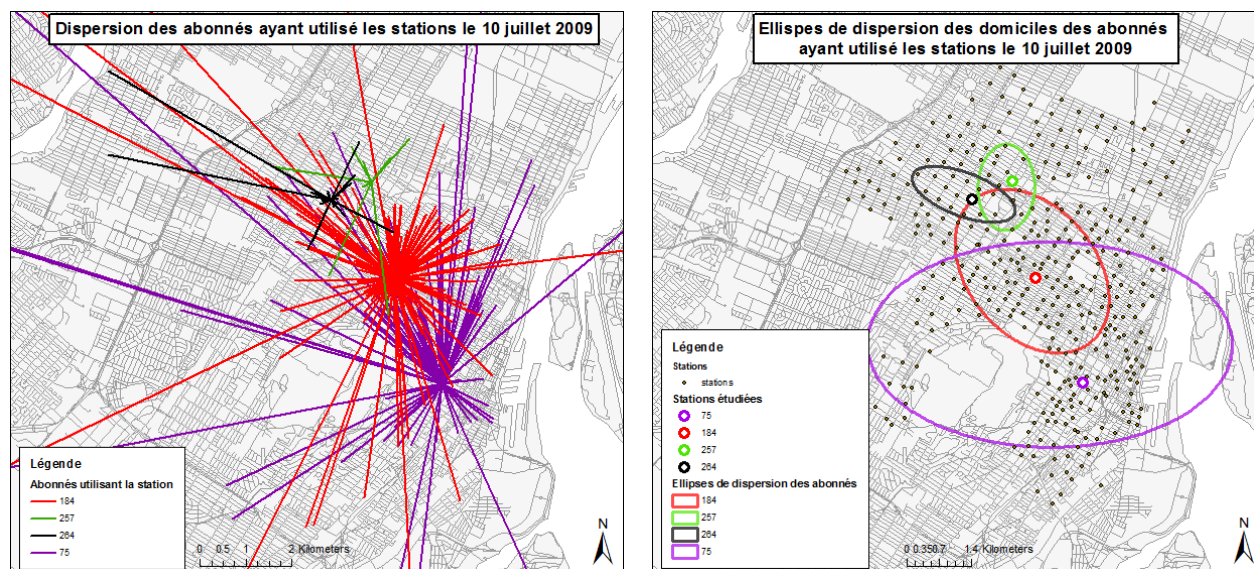 Dispersion des abonnés ayant utilisé les stations le 10 juillet 2009
Légende
Abonnés utilisant la station
184
257
264
75
0 0.5 1 2 Kilometers
N
Ellispes de dispersion des domiciles des abonnés
ayant utilisé les stations le 10 juillet 2009
Légende
Stations
stations
Stations étudiées
75
184
257
264
Ellipses de dispersion des abonnés
184
257
264
75
0 0.350.7 1.4 Kilometers
N